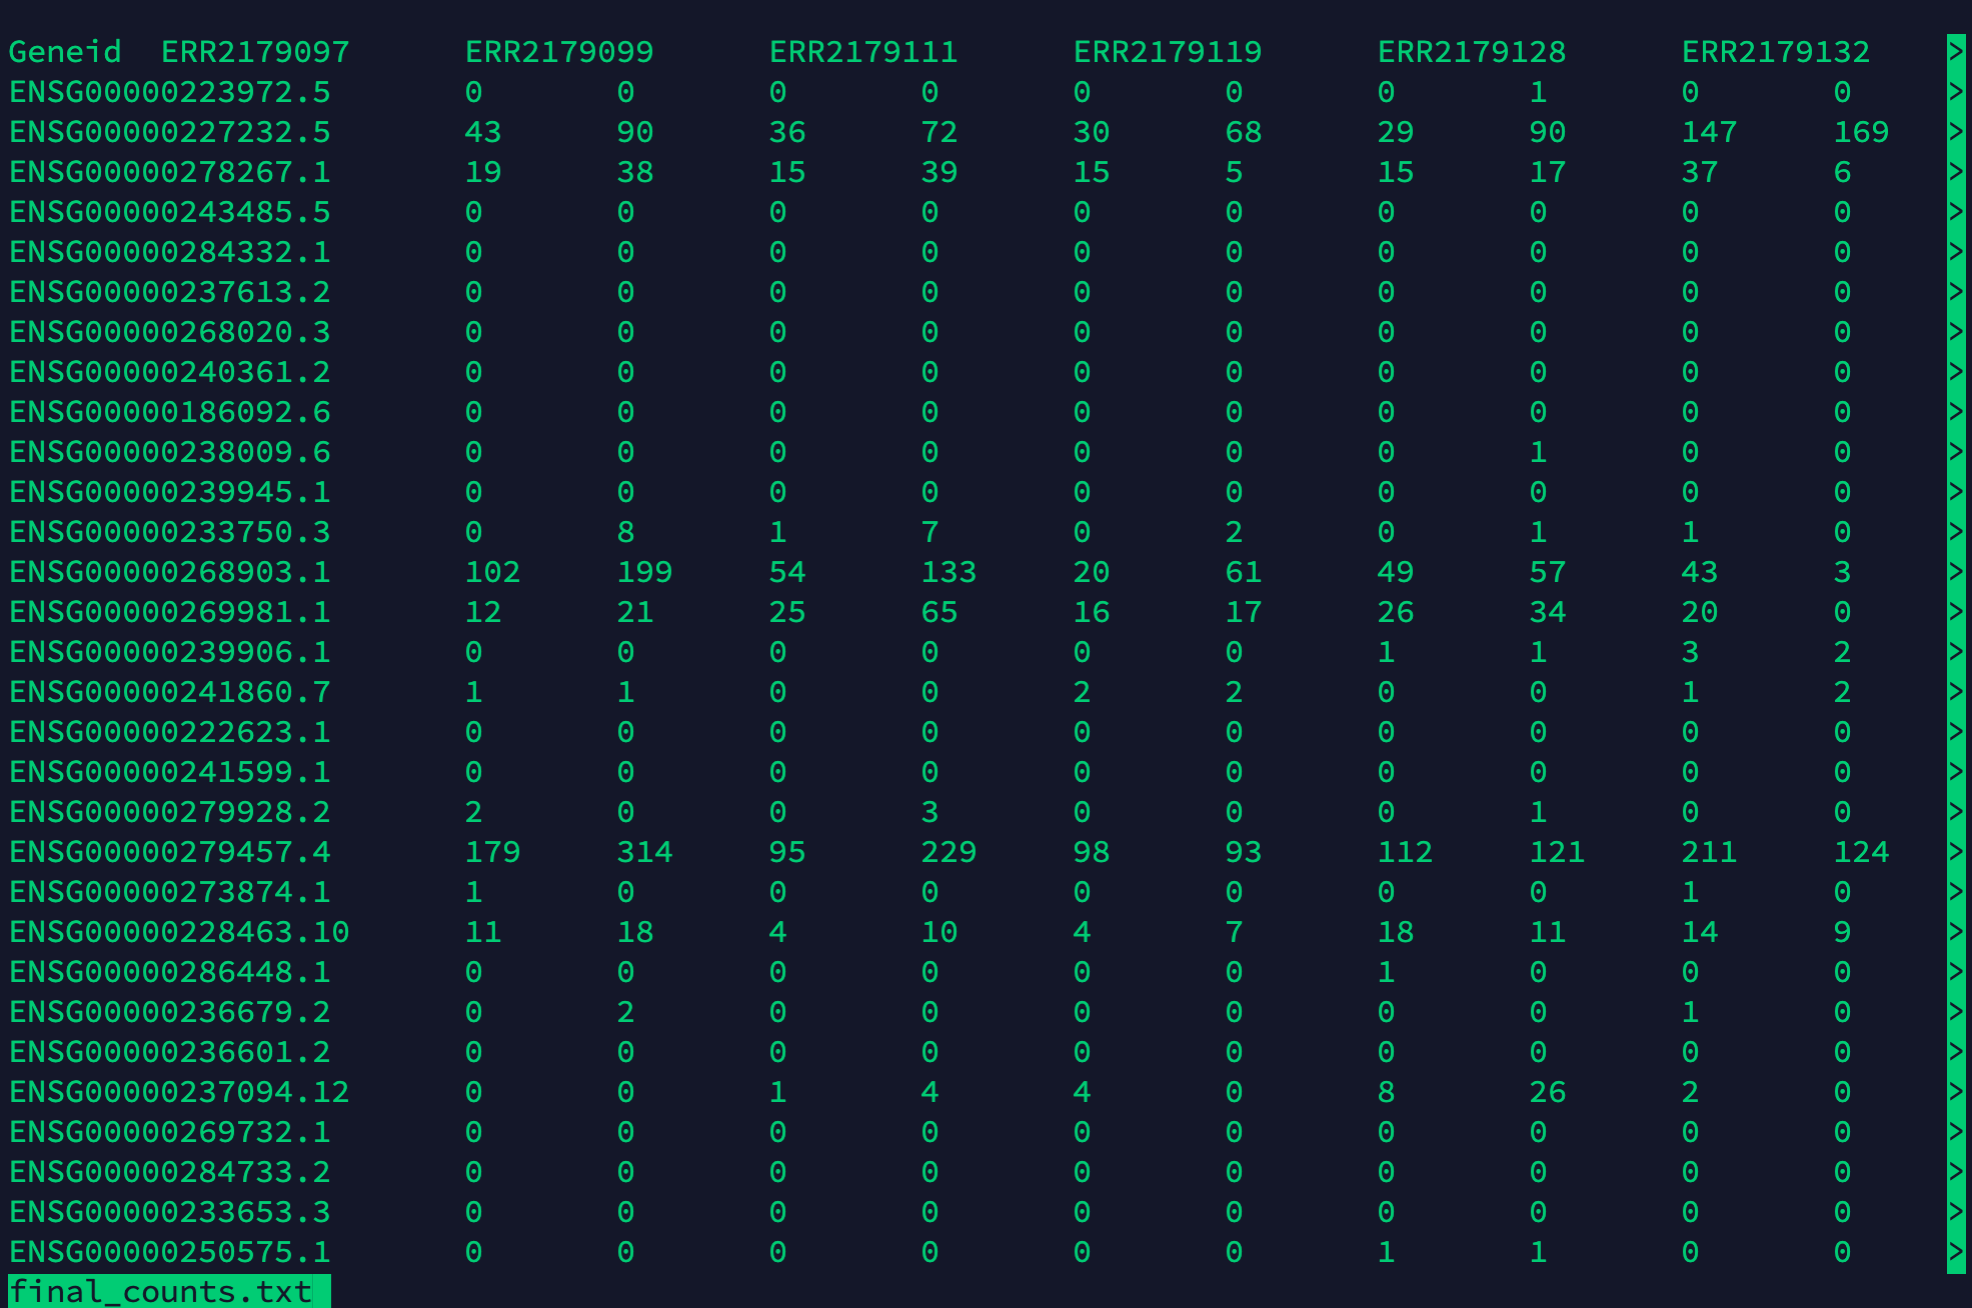 Geneid  ERR2179097      ERR2179099      ERR2179111      ERR2179119      ERR2179128      ERR2179132    >
ENSG00000223972.5       0       0       0       0       0       0       0       1       0       0     >
ENSG00000227232.5       43      90      36      72      30      68      29      90      147     169   >
ENSG00000278267.1       19      38      15      39      15      5       15      17      37      6     >
ENSG00000243485.5       0       0       0       0       0       0       0       0       0       0     >
ENSG00000284332.1       0       0       0       0       0       0       0       0       0       0     >
ENSG00000237613.2       0       0       0       0       0       0       0       0       0       0     >
ENSG00000268020.3       0       0       0       0       0       0       0       0       0       0     >
ENSG00000240361.2       0       0       0       0       0       0       0       0       0       0     >
ENSG00000186092.6       0       0       0       0       0       0       0       0       0       0     >
ENSG00000238009.6       0       0       0       0       0       0       0       1       0       0     >
ENSG00000239945.1       0       0       0       0       0       0       0       0       0       0     >
ENSG00000233750.3       0       8       1       7       0       2       0       1       1       0     >
ENSG00000268903.1       102     199     54      133     20      61      49      57      43      3     >
ENSG00000269981.1       12      21      25      65      16      17      26      34      20      0     >
ENSG00000239906.1       0       0       0       0       0       0       1       1       3       2     >
ENSG00000241860.7       1       1       0       0       2       2       0       0       1       2     >
ENSG00000222623.1       0       0       0       0       0       0       0       0       0       0     >
ENSG00000241599.1       0       0       0       0       0       0       0       0       0       0     >
ENSG00000279928.2       2       0       0       3       0       0       0       1       0       0     >
ENSG00000279457.4       179     314     95      229     98      93      112     121     211     124   >
ENSG00000273874.1       1       0       0       0       0       0       0       0       1       0     >
ENSG00000228463.10      11      18      4       10      4       7       18      11      14      9     >
ENSG00000286448.1       0       0       0       0       0       0       1       0       0       0     >
ENSG00000236679.2       0       2       0       0       0       0       0       0       1       0     >
ENSG00000236601.2       0       0       0       0       0       0       0       0       0       0     >
ENSG00000237094.12      0       0       1       4       4       0       8       26      2       0     >
ENSG00000269732.1       0       0       0       0       0       0       0       0       0       0     >
ENSG00000284733.2       0       0       0       0       0       0       0       0       0       0     >
ENSG00000233653.3       0       0       0       0       0       0       0       0       0       0     >
ENSG00000250575.1       0       0       0       0       0       0       1       1       0       0     >
final_counts.txt